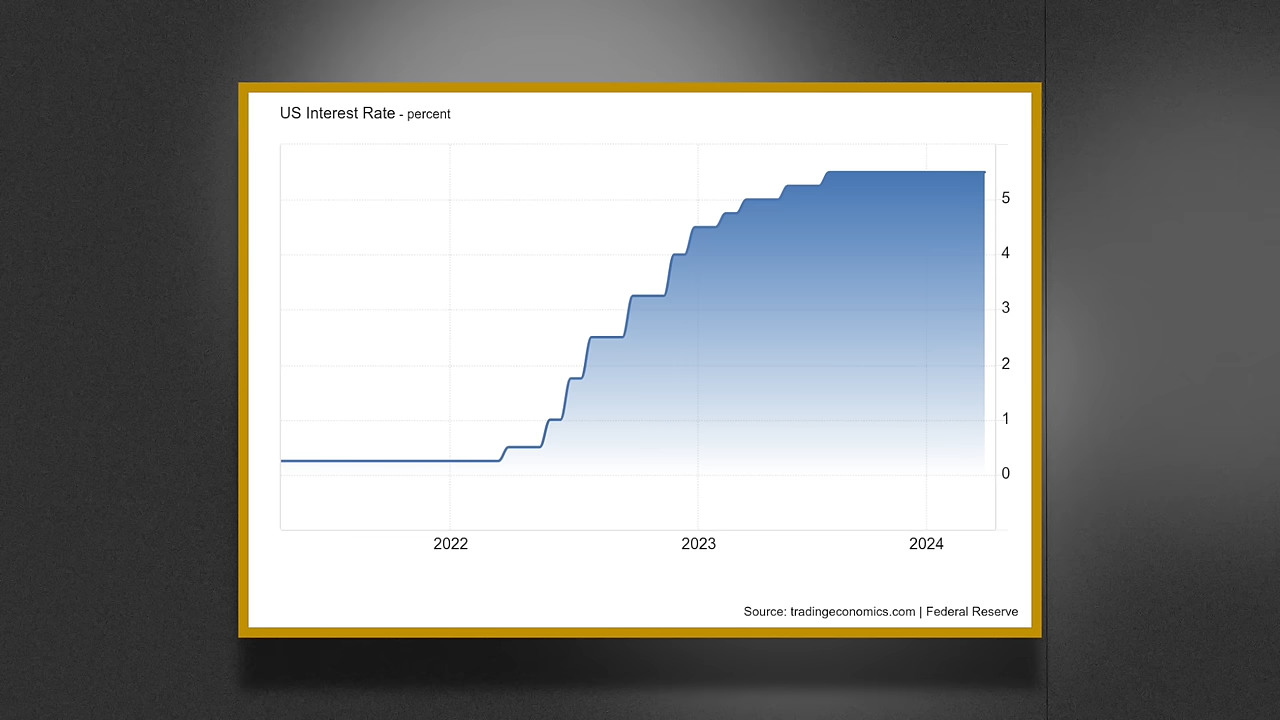 US Interest Rate - percent
5
4
3
2
1
0
2022 2023 2024
Source: tradingeconomics.com | Federal Reserve